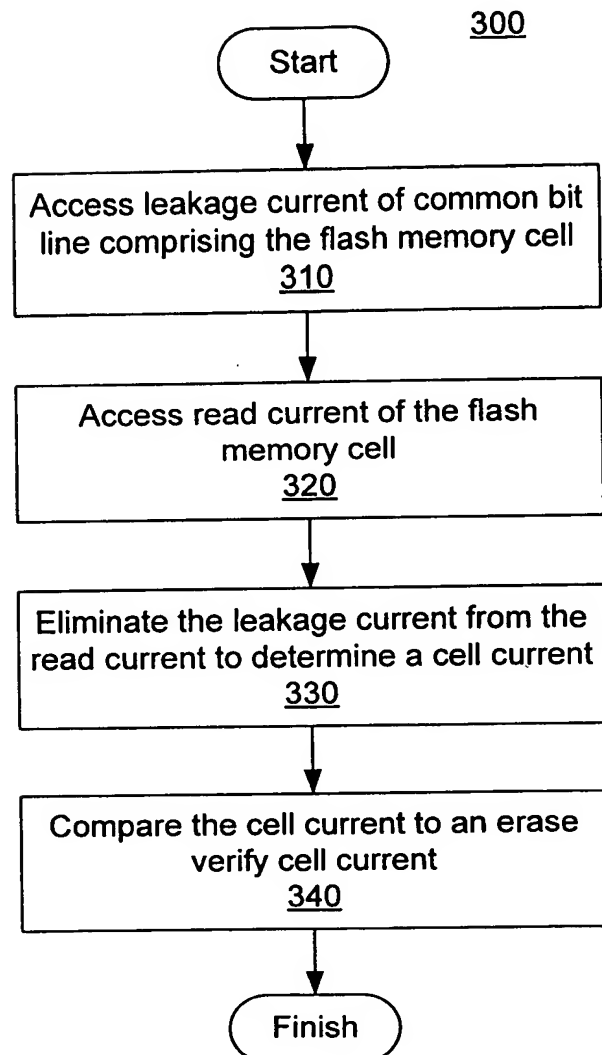 300
Start
Access leakage current of common bit
line comprising the flash memory cell
310
Access read current of the flash
memory cell
320
Eliminate the leakage current from the
read current to determine a cell current
330
Compare the cell current to an erase
verify cell current
340
Finish